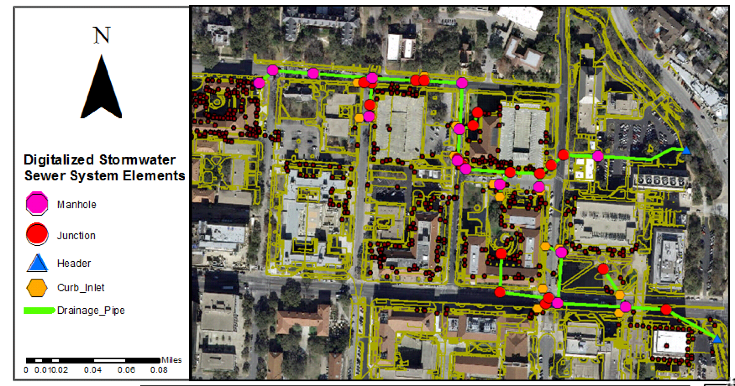 N
Digitalized Stormwater
Sewer System Elements
Manhole
Junction
Header
Curb_Inlet
Drainage_Pipe
0 0.010.02 0.04 0.06 0.08
Miles